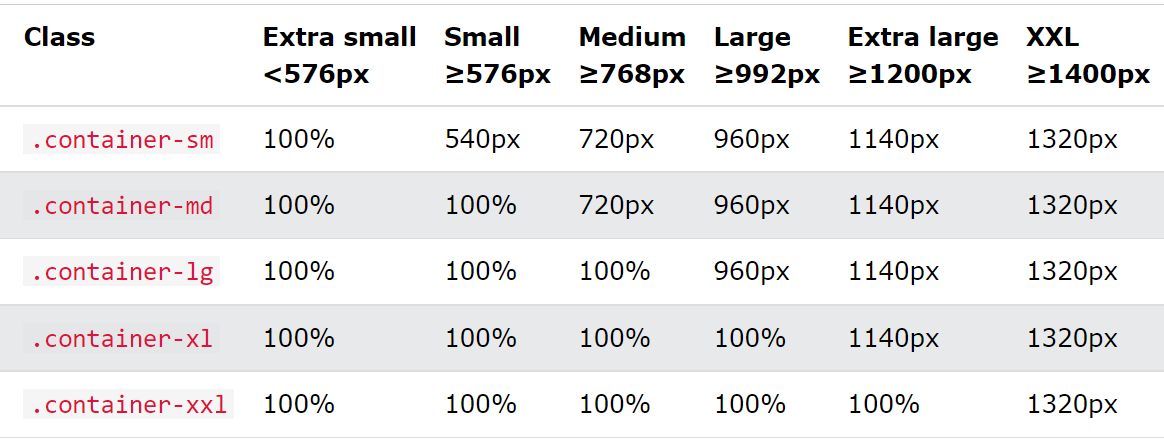 Class Extra small Small Medium Large Extra large XXL
<576px ≥576px ≥768px ≥992px ≥1200px ≥1400px
.container-sm 100% 540px 720px 960px 1140px 1320px
.container-md 100% 100% 720px 960px 1140px 1320px
.container-lg 100% 100% 100% 960px 1140px 1320px
.container-xl 100% 100% 100% 100% 1140px 1320px
.container-xxl 100% 100% 100% 100% 100% 1320px